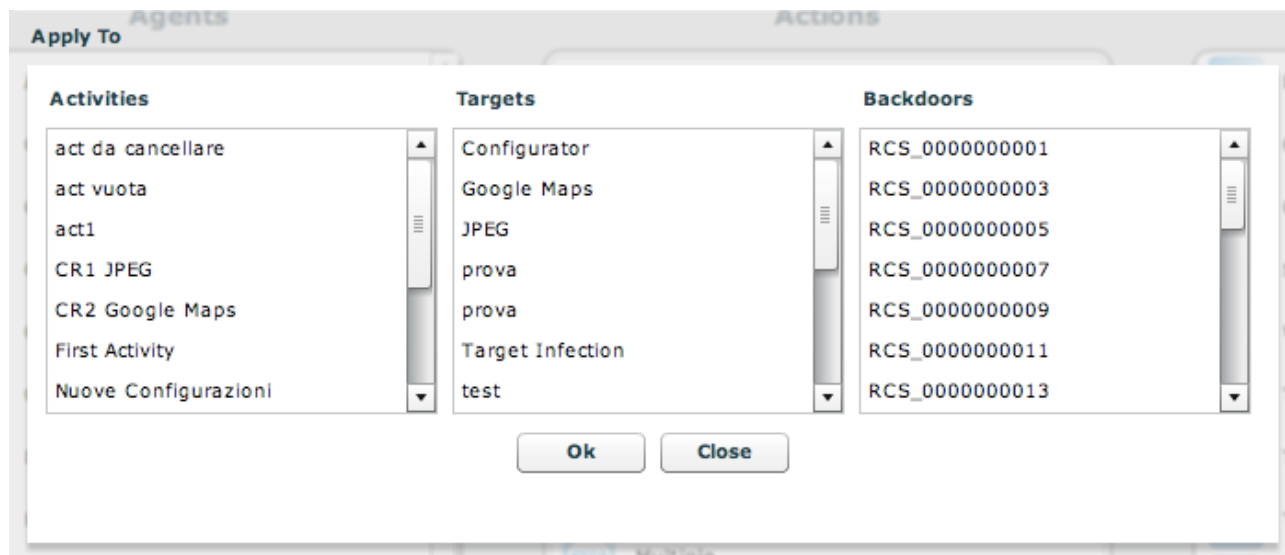 Agents
Actions
Apply To
Activities
act da cancellare
act vuota
act1
CR1 JPEG
CR2 Google Maps
First Activity
Nuove Configurazioni
Targets
Configurator
Google Maps
JPEG
prova
prova
Target Infection
test
Backdoors
RCS_0000000001
RCS_0000000003
RCS_0000000005
RCS_0000000007
RCS_0000000009
RCS_0000000011
RCS_0000000013
Ok
Close
Multiple